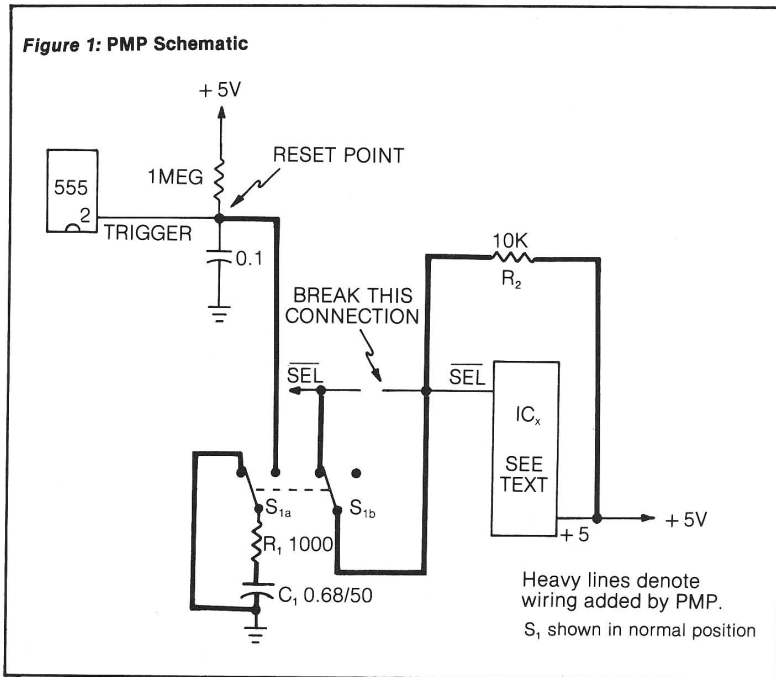 Figure 1: PMP Schematic
+ 5V
RESET POINT
1MEG
555
2
TRIGGER
0.1
10K
R₂
BREAK THIS
CONNECTION
S̅E̅L̅
S̅E̅L̅
ICₓ
SEE
TEXT
S₁ₐ
S₁b
+ 5
+ 5V
R₁ 1000
C₁ 0.68/50
Heavy lines denote
wiring added by PMP.
S₁ shown in normal position